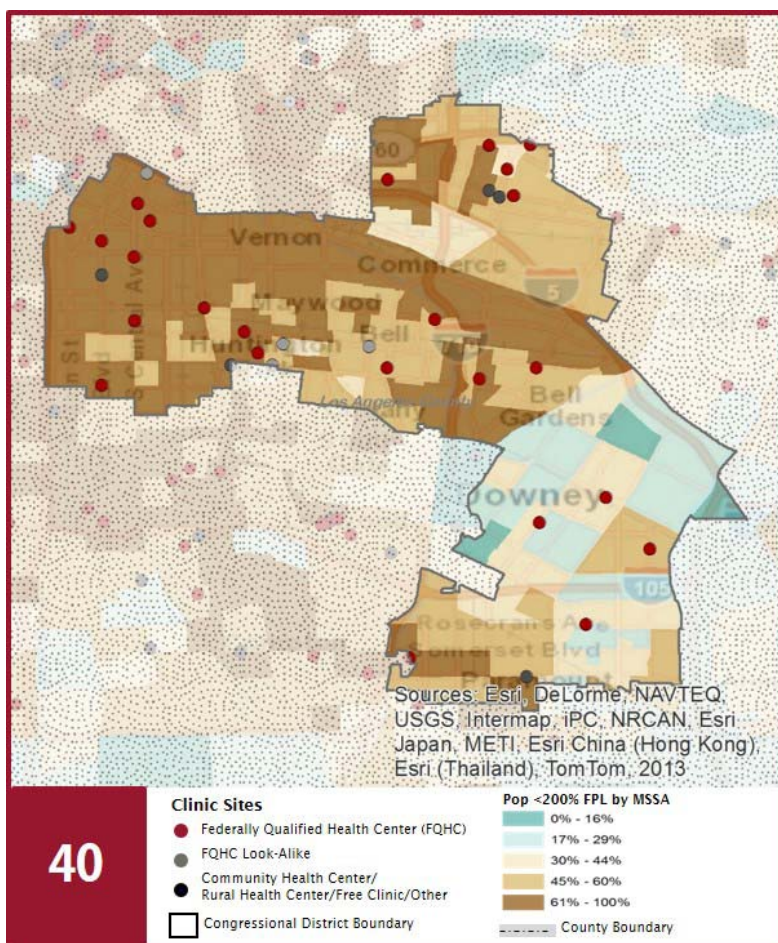 60
Vernon
Commerce
5
S Central Ave
Maywood
Bell
Huntington
Los Angeles County
Bell
Gardens
Downey
105
Rosecrans Ave
Somerset Blvd
Paramount
Sources: Esri, DeLorme, NAVTEQ,
USGS, Intermap, iPC, NRCAN, Esri
Japan, METI, Esri China (Hong Kong),
Esri (Thailand), TomTom, 2013
40
Clinic Sites
Federally Qualified Health Center (FQHC)
FQHC Look-Alike
Community Health Center/
Rural Health Center/Free Clinic/Other
Congressional District Boundary
Pop <200% FPL by MSSA
0% - 16%
17% - 29%
30% - 44%
45% - 60%
61% - 100%
County Boundary